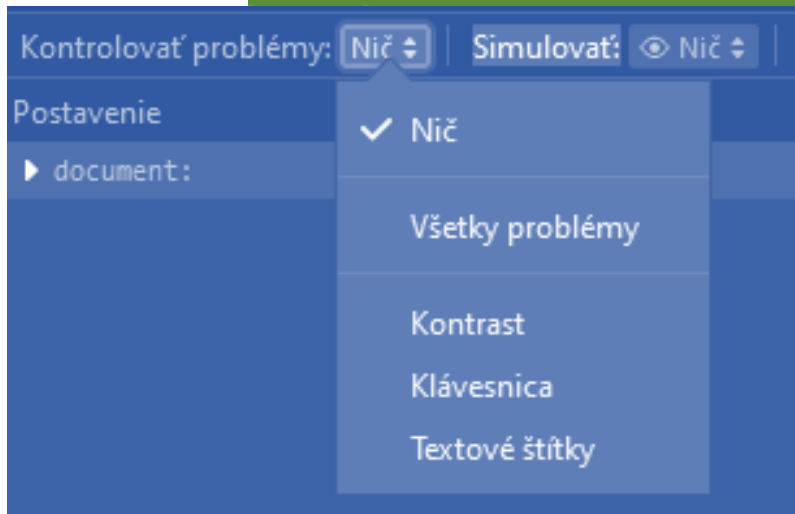 Kontrolovať problémy: Nič Simulovať: Nič
Postavenie
Nič
document:
Všetky problémy
Kontrast
Klávesnica
Textové štítky